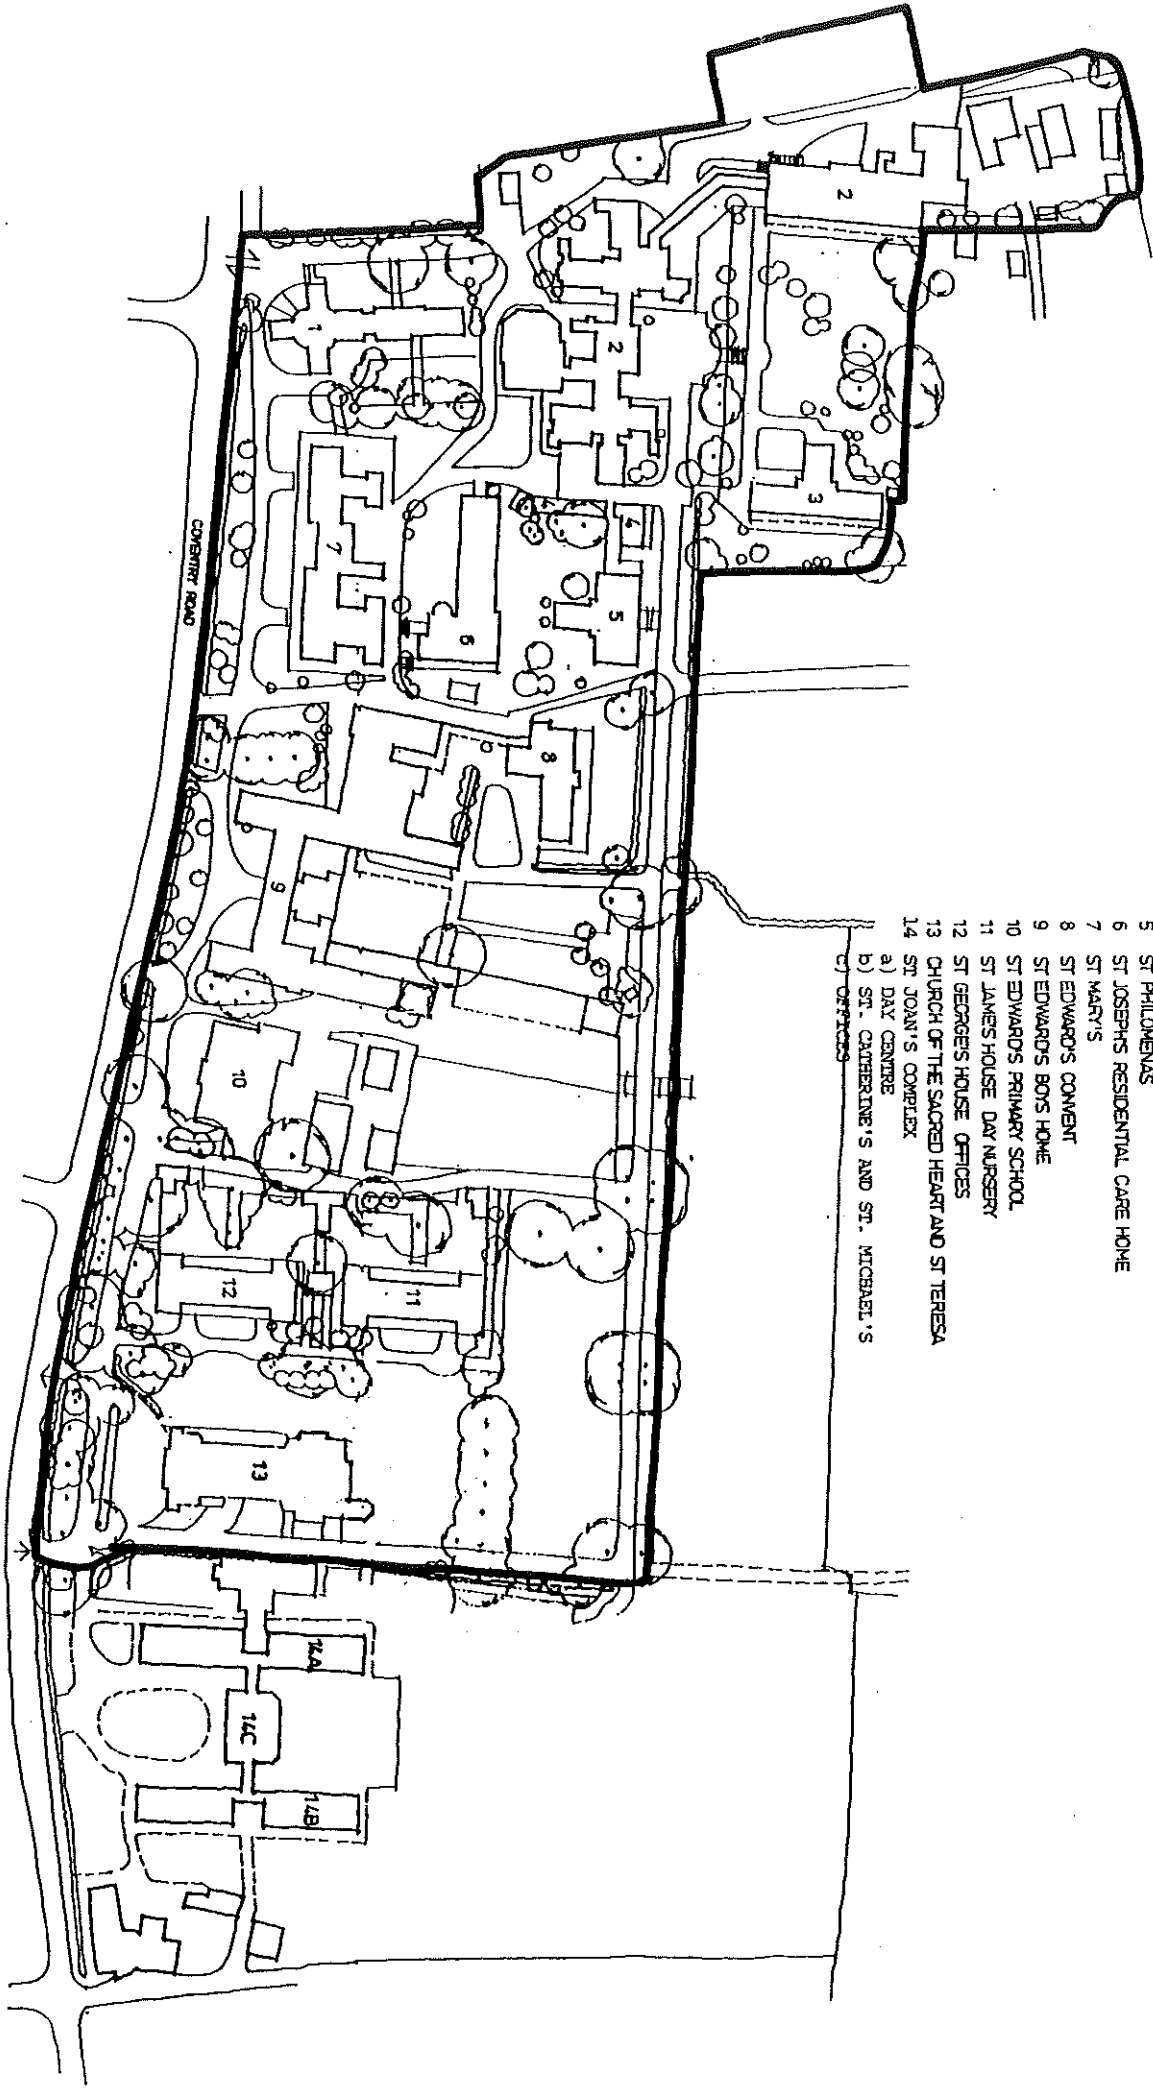 5 ST PHILOMENAS
6 ST JOSEPH'S RESIDENTIAL CARE HOME
7 ST MARY'S
8 ST EDWARD'S CONVENT
9 ST EDWARD'S BOYS HOME
10 ST EDWARD'S PRIMARY SCHOOL
11 ST JAMES'S HOUSE DAY NURSERY
12 ST GEORGE'S HOUSE OFFICES
13 CHURCH OF THE SACRED HEART AND ST TERESA
14 ST JOAN'S COMPLEX
a) DAY CENTRE
b) ST. CATHERINE'S AND ST. MICHAEL'S
c) OFFICES
2
3
2
4
5
1
7
6
8
9
10
11
12
13
14A
14C
14B
COVENTRY ROAD